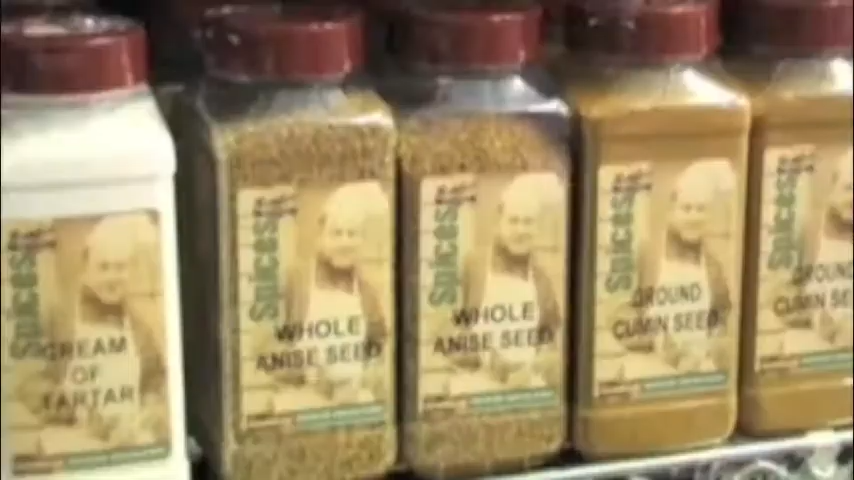 Spices
CREAM
OF
TARTAR
Spices
WHOLE
ANISE SEED
Spices
WHOLE
ANISE SEED
Spices
GROUND
CUMIN SEED
Spices
GROUND
CUMIN SE